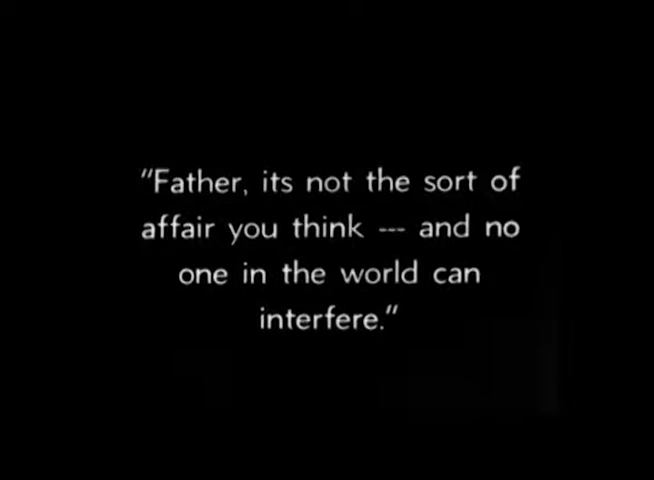 "Father, its not the sort of
affair you think --- and no
one in the world can
interfere."